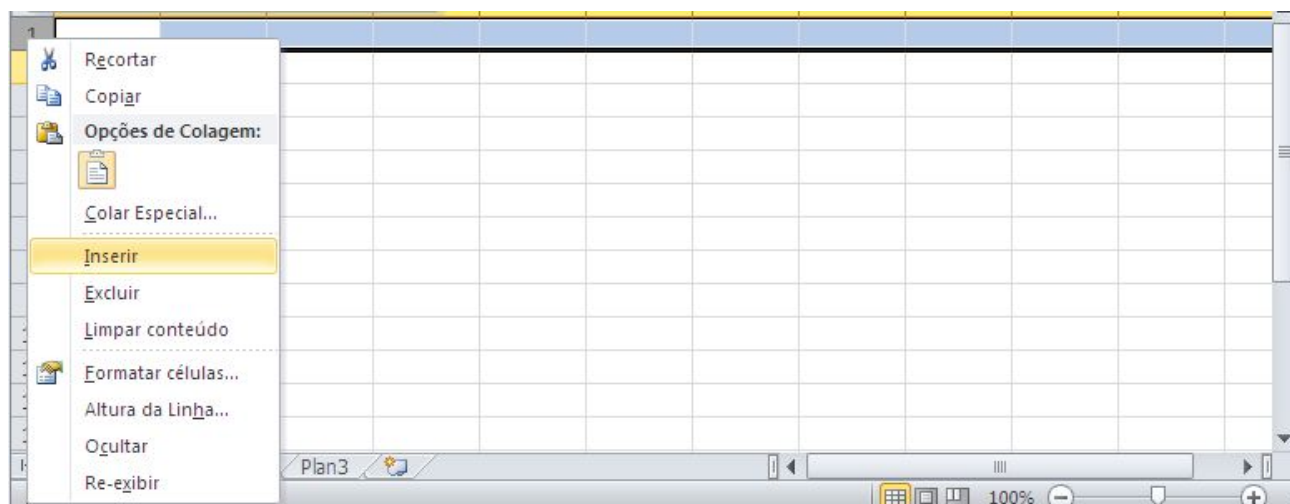 1
Recortar
Copiar
Opções de Colagem:
Colar Especial...
Inserir
Excluir
Limpar conteúdo
Formatar células...
Altura da Linha...
Ocultar
Plan3
Re-exibir
100%